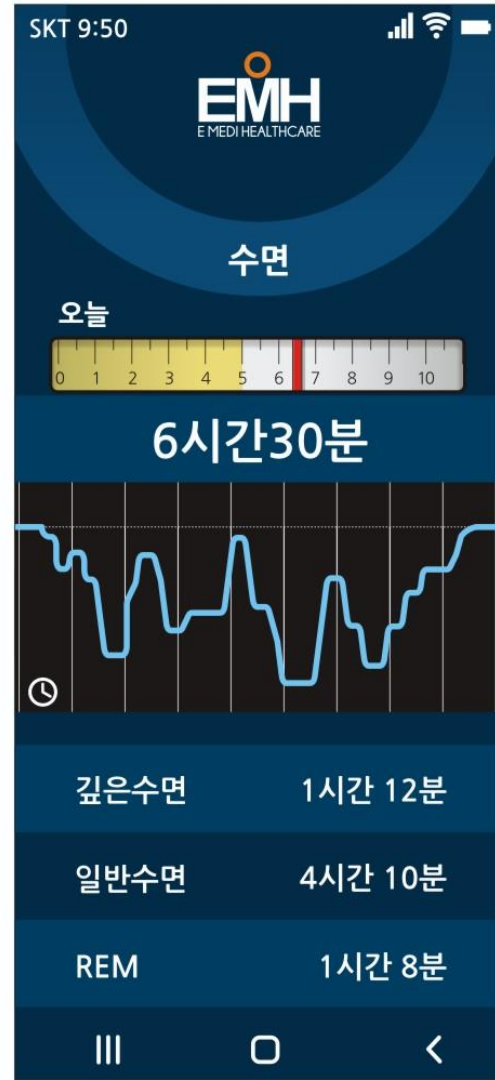 SKT 9:50
EMH
E MEDI HEALTHCARE
수면
오늘
0 1 2 3 4 5 6 7 8 9 10
6시간30분
깊은수면 1시간 12분
일반수면 4시간 10분
REM 1시간 8분